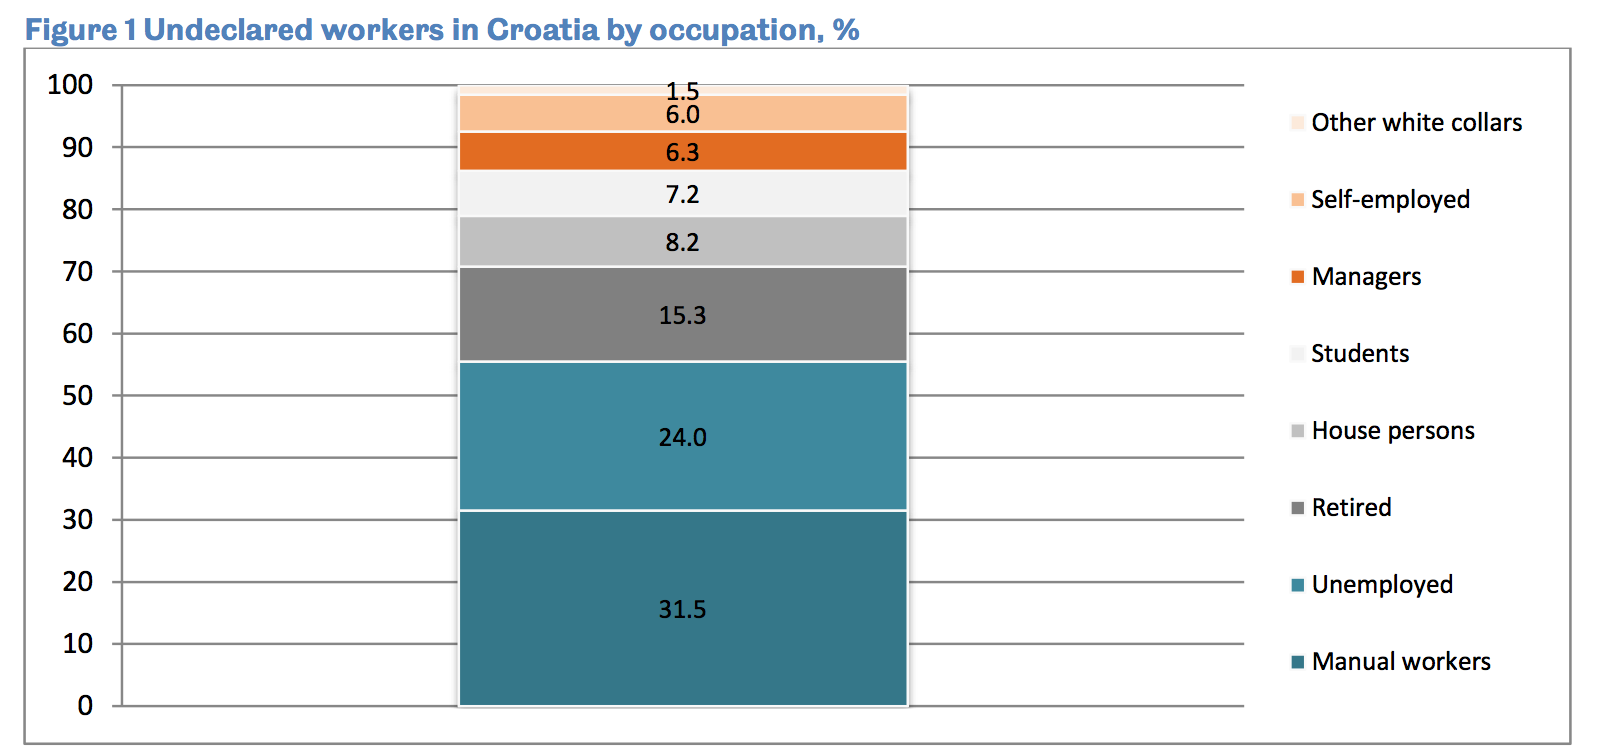 Figure 1 Undeclared workers in Croatia by occupation, %
100
90
80
70
60
50
40
30
20
10
0
1.5
6.0
6.3
7.2
8.2
15.3
24.0
31.5
Other white collars
Self-employed
Managers
Students
House persons
Retired
Unemployed
Manual workers